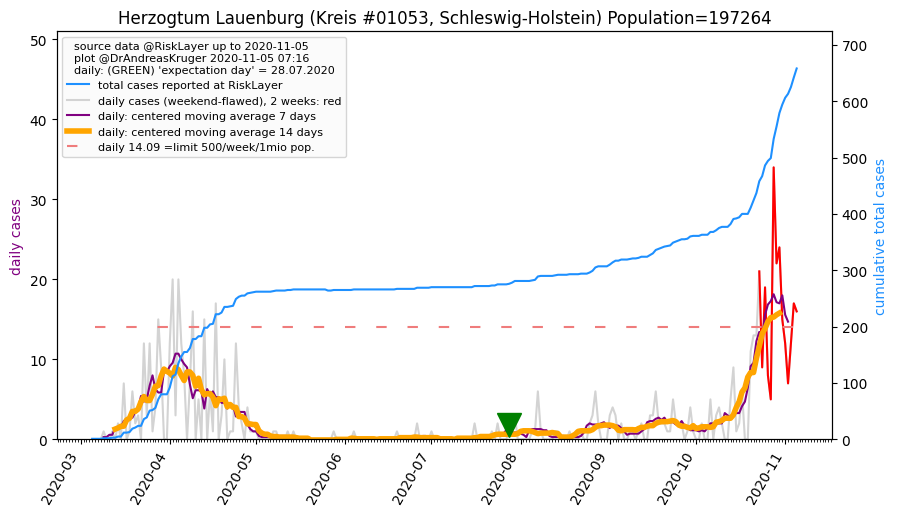 Herzogtum Lauenburg (Kreis #01053, Schleswig-Holstein) Population=197264
source data @RiskLayer up to 2020-11-05
plot @DrAndreasKruger 2020-11-05 07:16
daily: (GREEN) 'expectation day' = 28.07.2020
total cases reported at RiskLayer
daily cases (weekend-flawed), 2 weeks: red
daily: centered moving average 7 days
daily: centered moving average 14 days
daily 14.09 =limit 500/week/1mio pop.
daily cases
50
40
30
20
10
0
cumulative total cases
700
600
500
400
300
200
100
0
2020-03
2020-04
2020-05
2020-06
2020-07
2020-08
2020-09
2020-10
2020-11